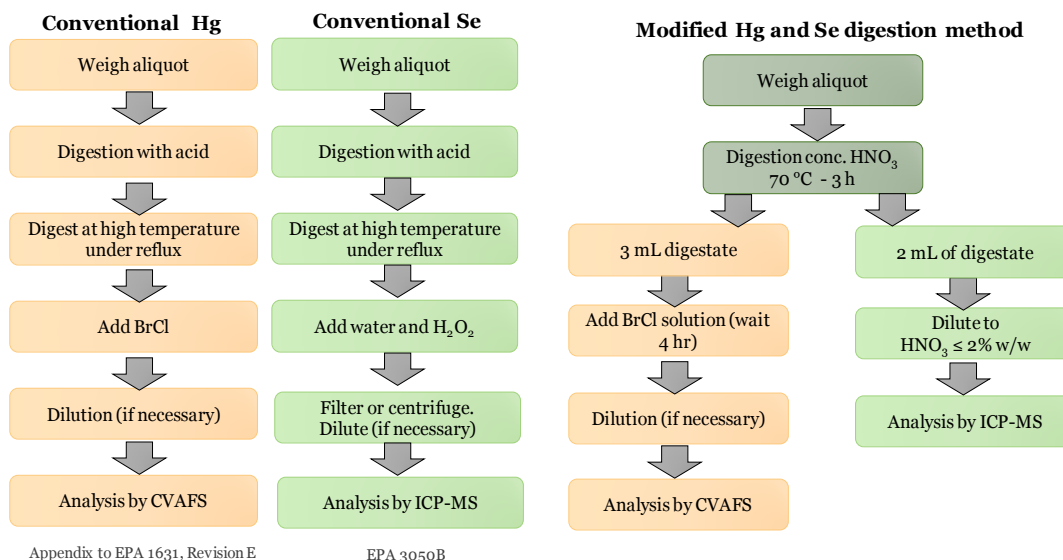 Conventional Hg
Weigh aliquot
Digestion with acid
Digest at high temperature
under reflux
Add BrCl
Dilution (if necessary)
Analysis by CVAFS
Appendix to EPA 1631, Revision E
Conventional Se
Weigh aliquot
Digestion with acid
Digest at high temperature
under reflux
Add water and H₂O₂
Filter or centrifuge.
Dilute (if necessary)
Analysis by ICP-MS
EPA 3050B
Modified Hg and Se digestion method
Weigh aliquot
Digestion conc. HNO₃
70 °C - 3 h
3 mL digestate
Add BrCl solution (wait
4 hr)
Dilution (if necessary)
Analysis by CVAFS
2 mL of digestate
Dilute to
HNO₃ ≤ 2% w/w
Analysis by ICP-MS